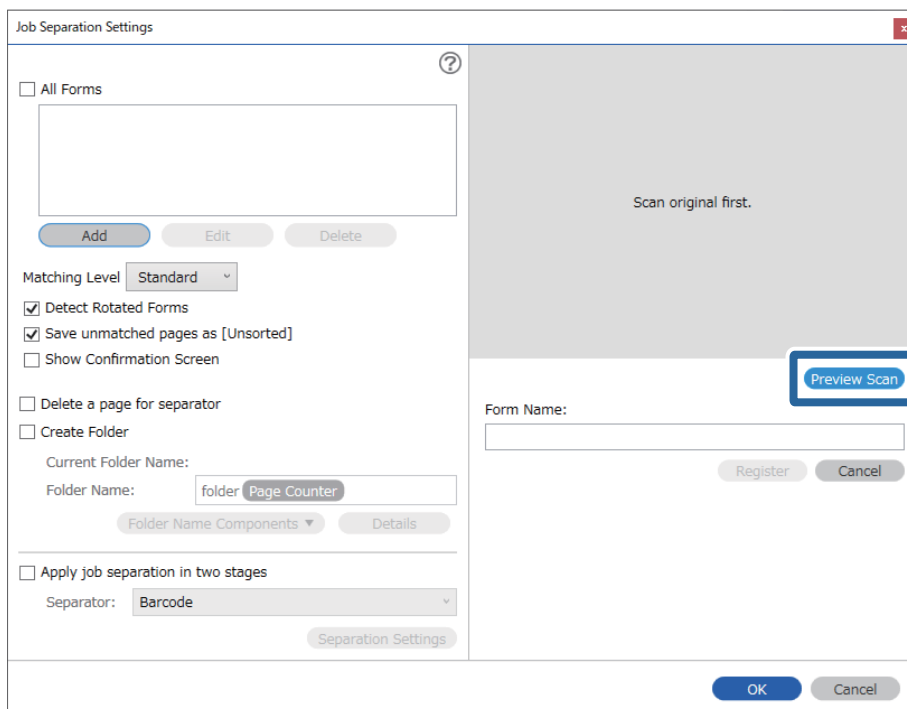 Job Separation Settings
x
?
All Forms
Add Edit Delete
Matching Level Standard
Detect Rotated Forms
Save unmatched pages as [Unsorted]
Show Confirmation Screen
Delete a page for separator
Create Folder
Current Folder Name:
Folder Name: folder Page Counter
Folder Name Components ▼ Details
Apply job separation in two stages
Separator: Barcode
Separation Settings
Scan original first.
Preview Scan
Form Name:
Register Cancel
OK Cancel